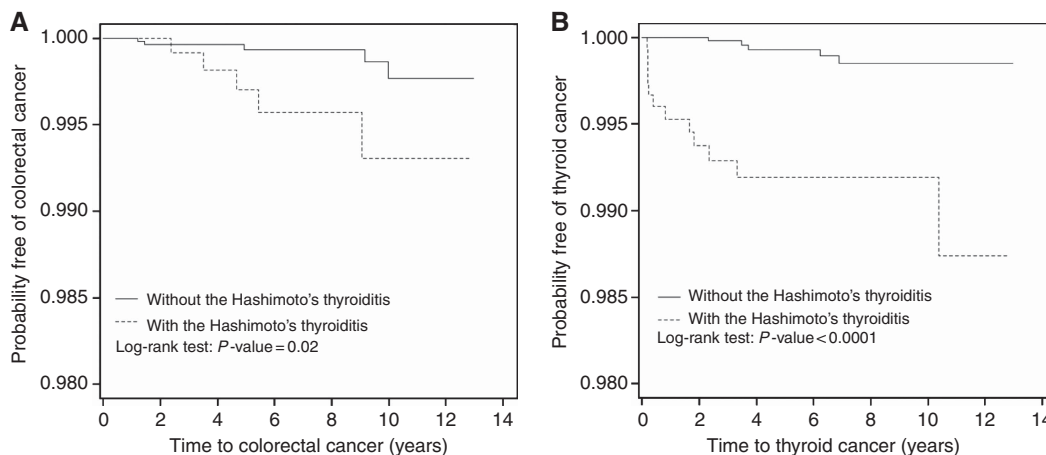 A
Probability free of colorectal cancer
1.000
0.995
0.990
0.985
0.980
Without the Hashimoto's thyroiditis
With the Hashimoto's thyroiditis
Log-rank test: P-value = 0.02
0 2 4 6 8 10 12 14
Time to colorectal cancer (years)
B
Probability free of thyroid cancer
1.000
0.995
0.990
0.985
0.980
Without the Hashimoto's thyroiditis
With the Hashimoto's thyroiditis
Log-rank test: P-value < 0.0001
0 2 4 6 8 10 12 14
Time to thyroid cancer (years)